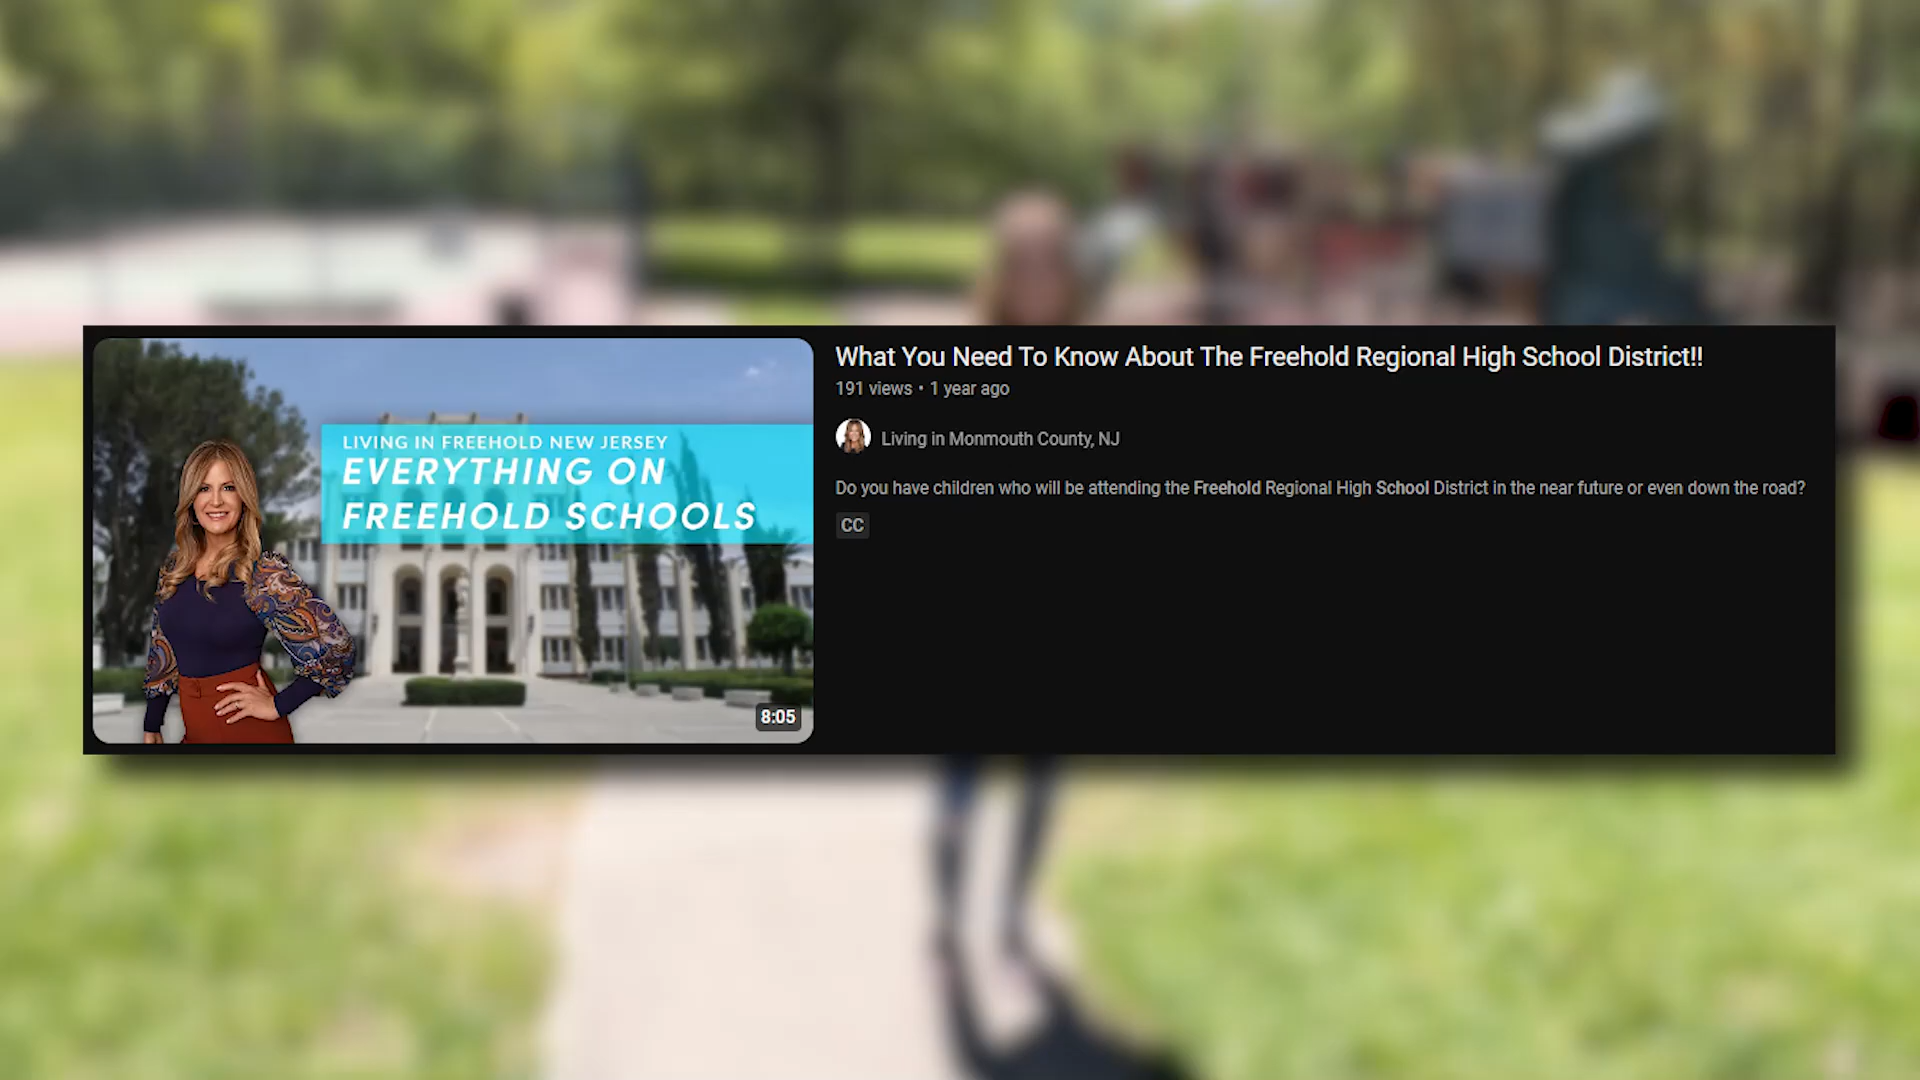 LIVING IN FREEHOLD NEW JERSEY
EVERYTHING ON
FREEHOLD SCHOOLS
8:05
What You Need To Know About The Freehold Regional High School District!!
191 views • 1 year ago
Living in Monmouth County, NJ
Do you have children who will be attending the Freehold Regional High School District in the near future or even down the road?
CC